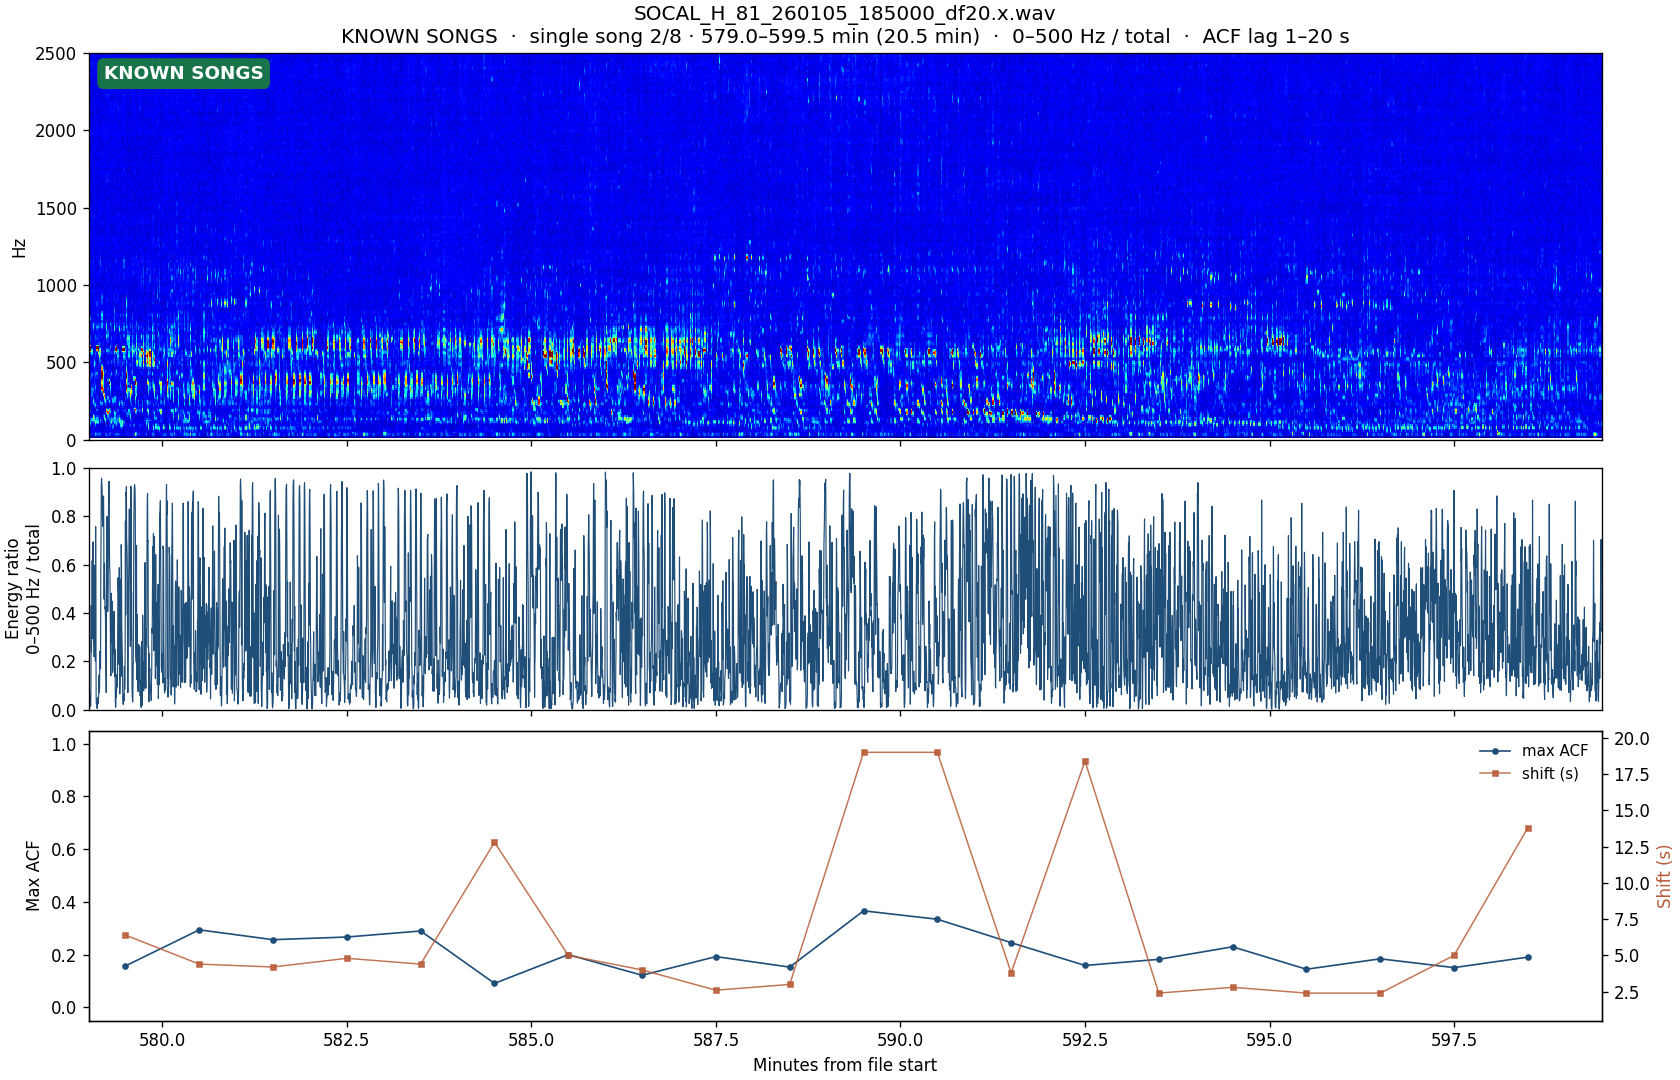 SOCAL_H_81_260105_185000_df20.x.wav
KNOWN SONGS · single song 2/8 · 579.0–599.5 min (20.5 min) · 0–500 Hz / total · ACF lag 1–20 s
KNOWN SONGS
2500
2000
1500
1000
500
0
Hz
1.0
0.8
0.6
0.4
0.2
0.0
Energy ratio
0–500 Hz / total
1.0
0.8
0.6
0.4
0.2
0.0
Max ACF
max ACF
shift (s)
20.0
17.5
15.0
12.5
10.0
7.5
5.0
2.5
Shift (s)
580.0 582.5 585.0 587.5 590.0 592.5 595.0 597.5
Minutes from file start